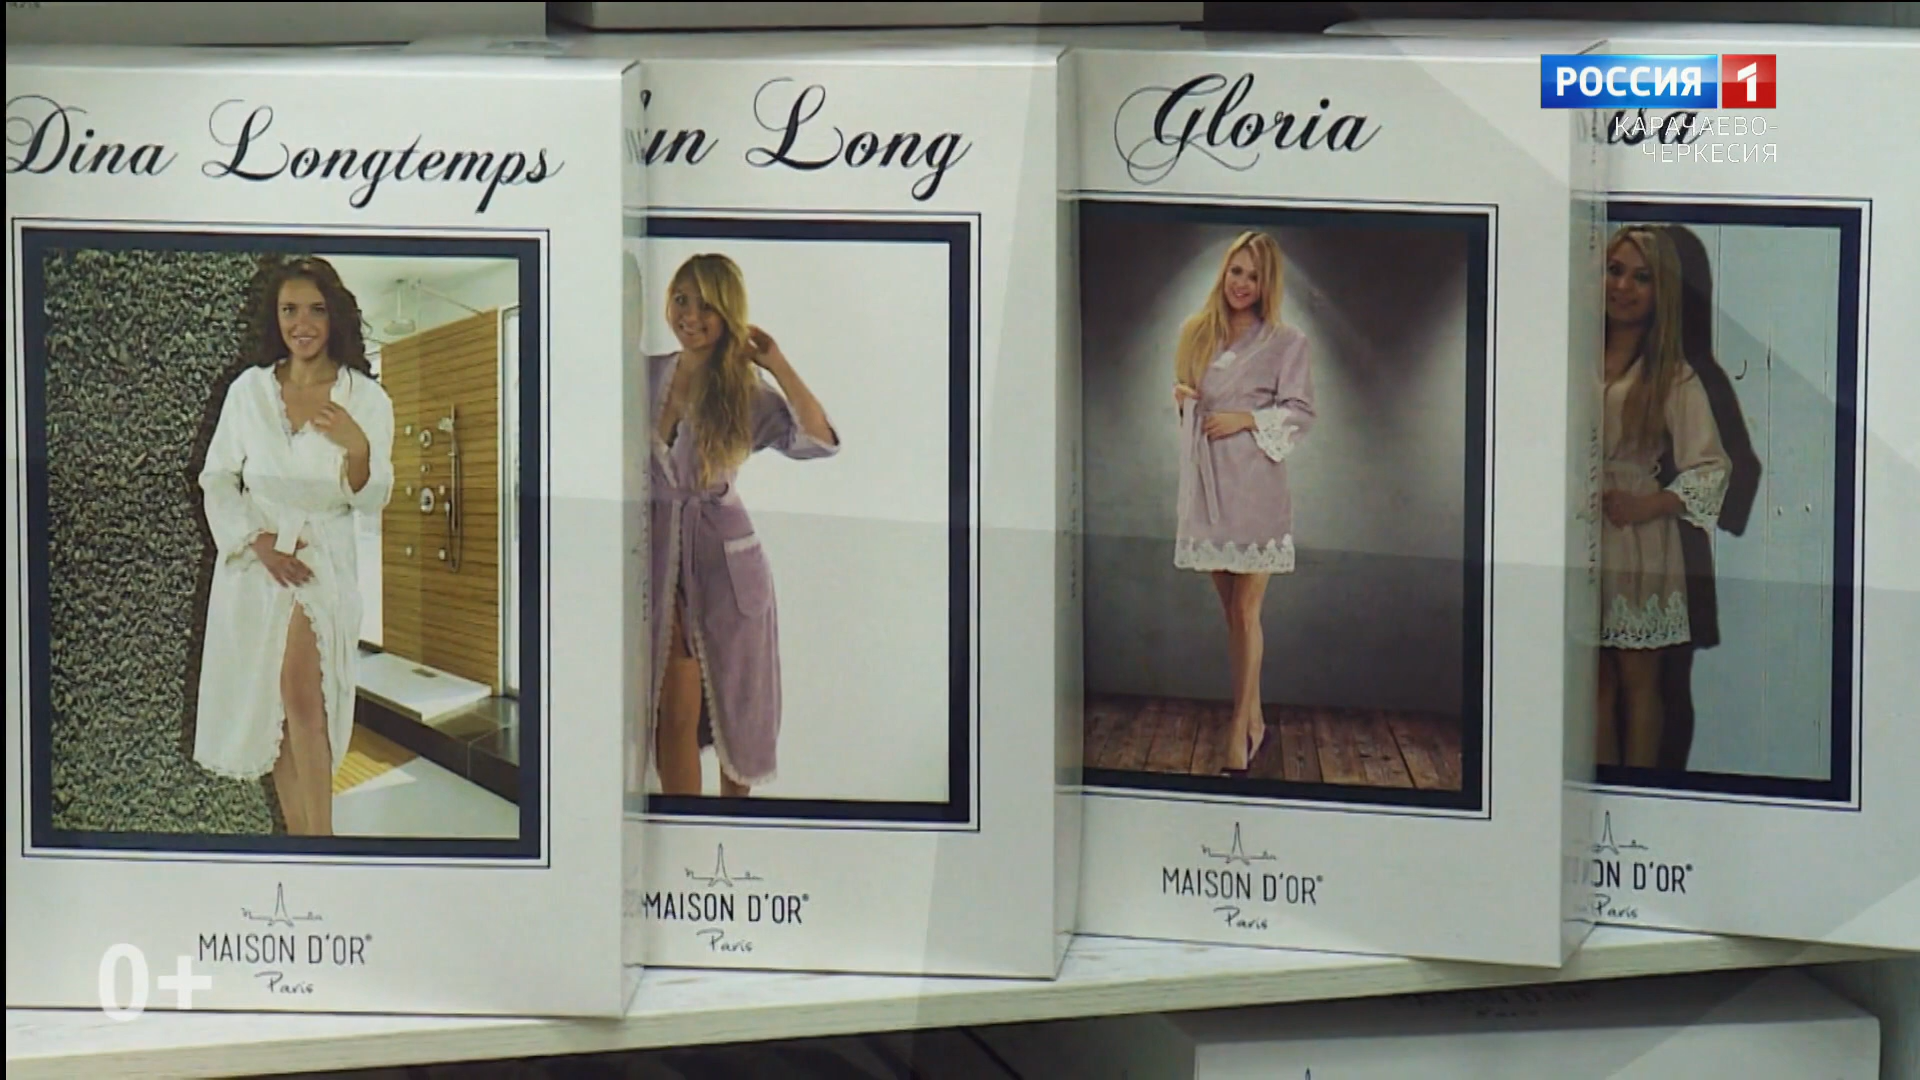 Dina Longtemps
Long
Gloria
РОССИЯ 1
КАРАЧАЕВО-
ЧЕРКЕСИЯ
MAISON D'OR®
Paris
MAISON D'OR®
Paris
MAISON D'OR®
Paris
D'OR®
Paris
0+